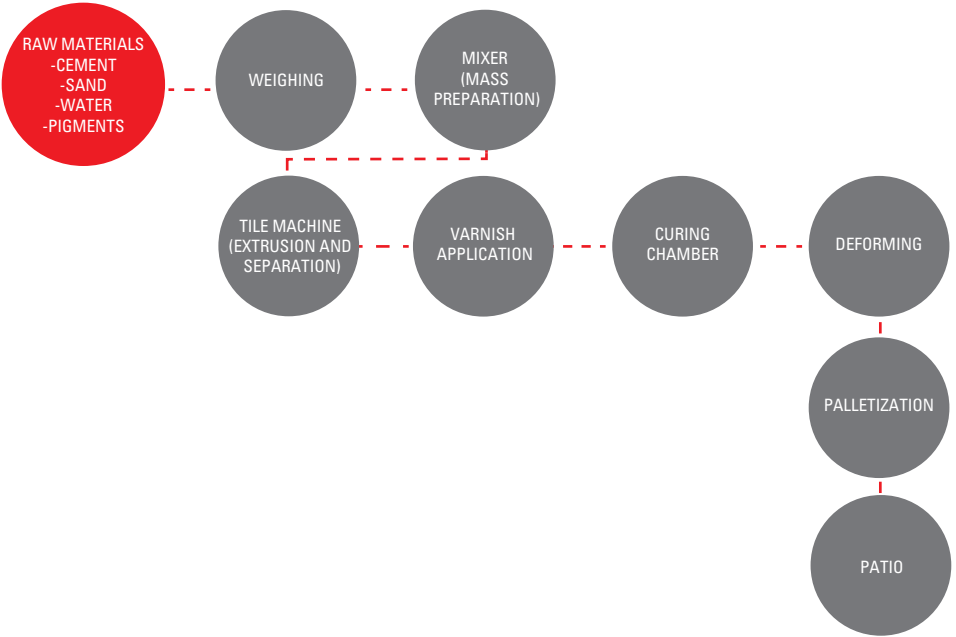 RAW MATERIALS
-CEMENT
-SAND
-WATER
-PIGMENTS
WEIGHING
MIXER
(MASS
PREPARATION)
TILE MACHINE
(EXTRUSION AND
SEPARATION)
VARNISH
APPLICATION
CURING
CHAMBER
DEFORMING
PALLETIZATION
PATIO